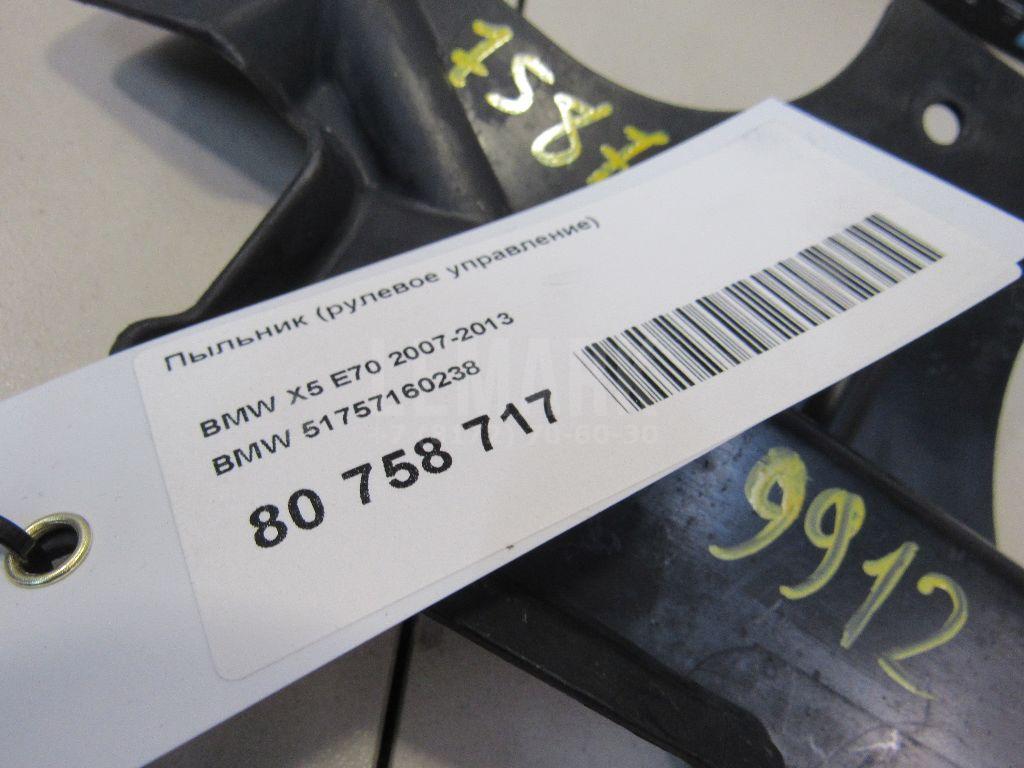 Пыльник (рулевое управление)
BMW X5 E70 2007-2013
BMW 51757160238
80 758 717
9912